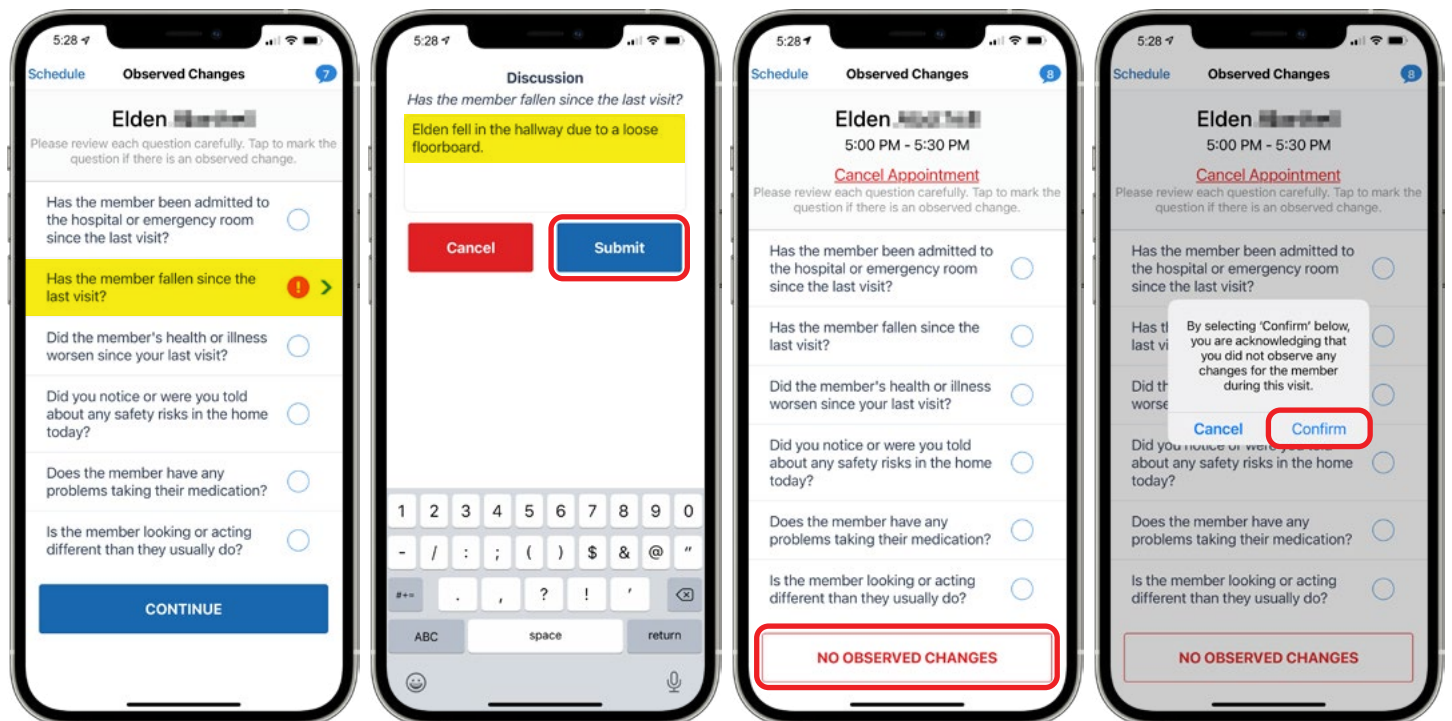 5:28
Schedule
Observed Changes
7
Elden
Please review each question carefully. Tap to mark the
question if there is an observed change.
Has the member been admitted to
the hospital or emergency room
since the last visit?
Has the member fallen since the
last visit?
!
Did the member's health or illness
worsen since your last visit?
Did you notice or were you told
about any safety risks in the home
today?
Does the member have any
problems taking their medication?
Is the member looking or acting
different than they usually do?
CONTINUE
5:28
Discussion
Has the member fallen since the last visit?
Elden fell in the hallway due to a loose
floorboard.
Cancel
Submit
1 2 3 4 5 6 7 8 9 0
- / : ; ( ) $ & @ "
#+= . , ? ! '
ABC space return
5:28
Schedule
Observed Changes
8
Elden
5:00 PM - 5:30 PM
Cancel Appointment
Please review each question carefully. Tap to mark the
question if there is an observed change.
Has the member been admitted to
the hospital or emergency room
since the last visit?
Has the member fallen since the
last visit?
Did the member's health or illness
worsen since your last visit?
Did you notice or were you told
about any safety risks in the home
today?
Does the member have any
problems taking their medication?
Is the member looking or acting
different than they usually do?
NO OBSERVED CHANGES
5:28
Schedule
Observed Changes
8
Elden
5:00 PM - 5:30 PM
Cancel Appointment
Please review each question carefully. Tap to mark the
question if there is an observed change.
Has the member been admitted to
the hospital or emergency room
since the last visit?
Has
last
Did
By selecting 'Confirm' below,
you are acknowledging that
you did not observe any
changes for the member
during this visit.
Cancel
Confirm
Did you notice or were you told
about any safety risks in the home
today?
Does the member have any
problems taking their medication?
Is the member looking or acting
different than they usually do?
NO OBSERVED CHANGES